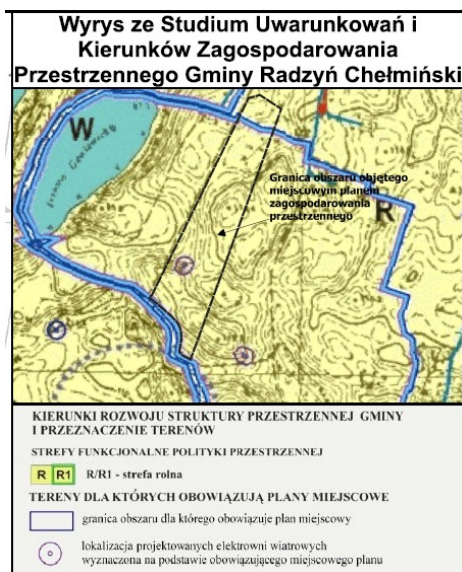 Wyrys ze Studium Uwarunkowań i
Kierunków Zagospodarowania
Przestrzennego Gminy Radzyń Chełmiński
W
Granica obszaru objętego
miejscowym planem
zagospodarowania
przestrzennego
R
KIERUNKI ROZWOJU STRUKTURY PRZESTRZENNEJ GMINY
I PRZEZNACZENIE TERENÓW
STREFY FUNKCJONALNE POLITYKI PRZESTRZENNEJ
R R1 R/R1 - strefa rolna
TERENY DLA KTÓRYCH OBOWIĄZUJĄ PLANY MIEJSCOWE
granica obszaru dla którego obowiązuje plan miejscowy
lokalizacja projektowanych elektrowni wiatrowych
wyznaczona na podstawie obowiązującego miejscowego planu